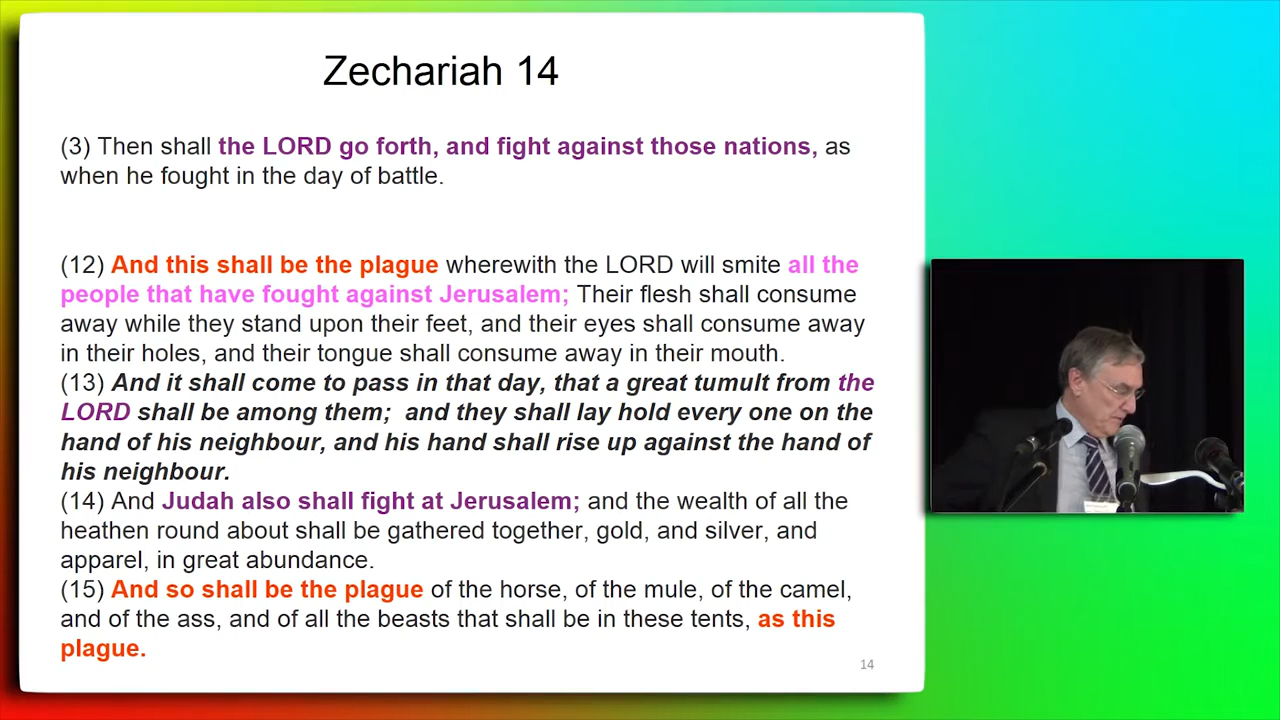 Zechariah 14
(3) Then shall the LORD go forth, and fight against those nations, as
when he fought in the day of battle.
(12) And this shall be the plague wherewith the LORD will smite all the
people that have fought against Jerusalem; Their flesh shall consume
away while they stand upon their feet, and their eyes shall consume away
in their holes, and their tongue shall consume away in their mouth.
(13) And it shall come to pass in that day, that a great tumult from the
LORD shall be among them;  and they shall lay hold every one on the
hand of his neighbour, and his hand shall rise up against the hand of
his neighbour.
(14) And Judah also shall fight at Jerusalem; and the wealth of all the
heathen round about shall be gathered together, gold, and silver, and
apparel, in great abundance.
(15) And so shall be the plague of the horse, of the mule, of the camel,
and of the ass, and of all the beasts that shall be in these tents, as this
plague.
14